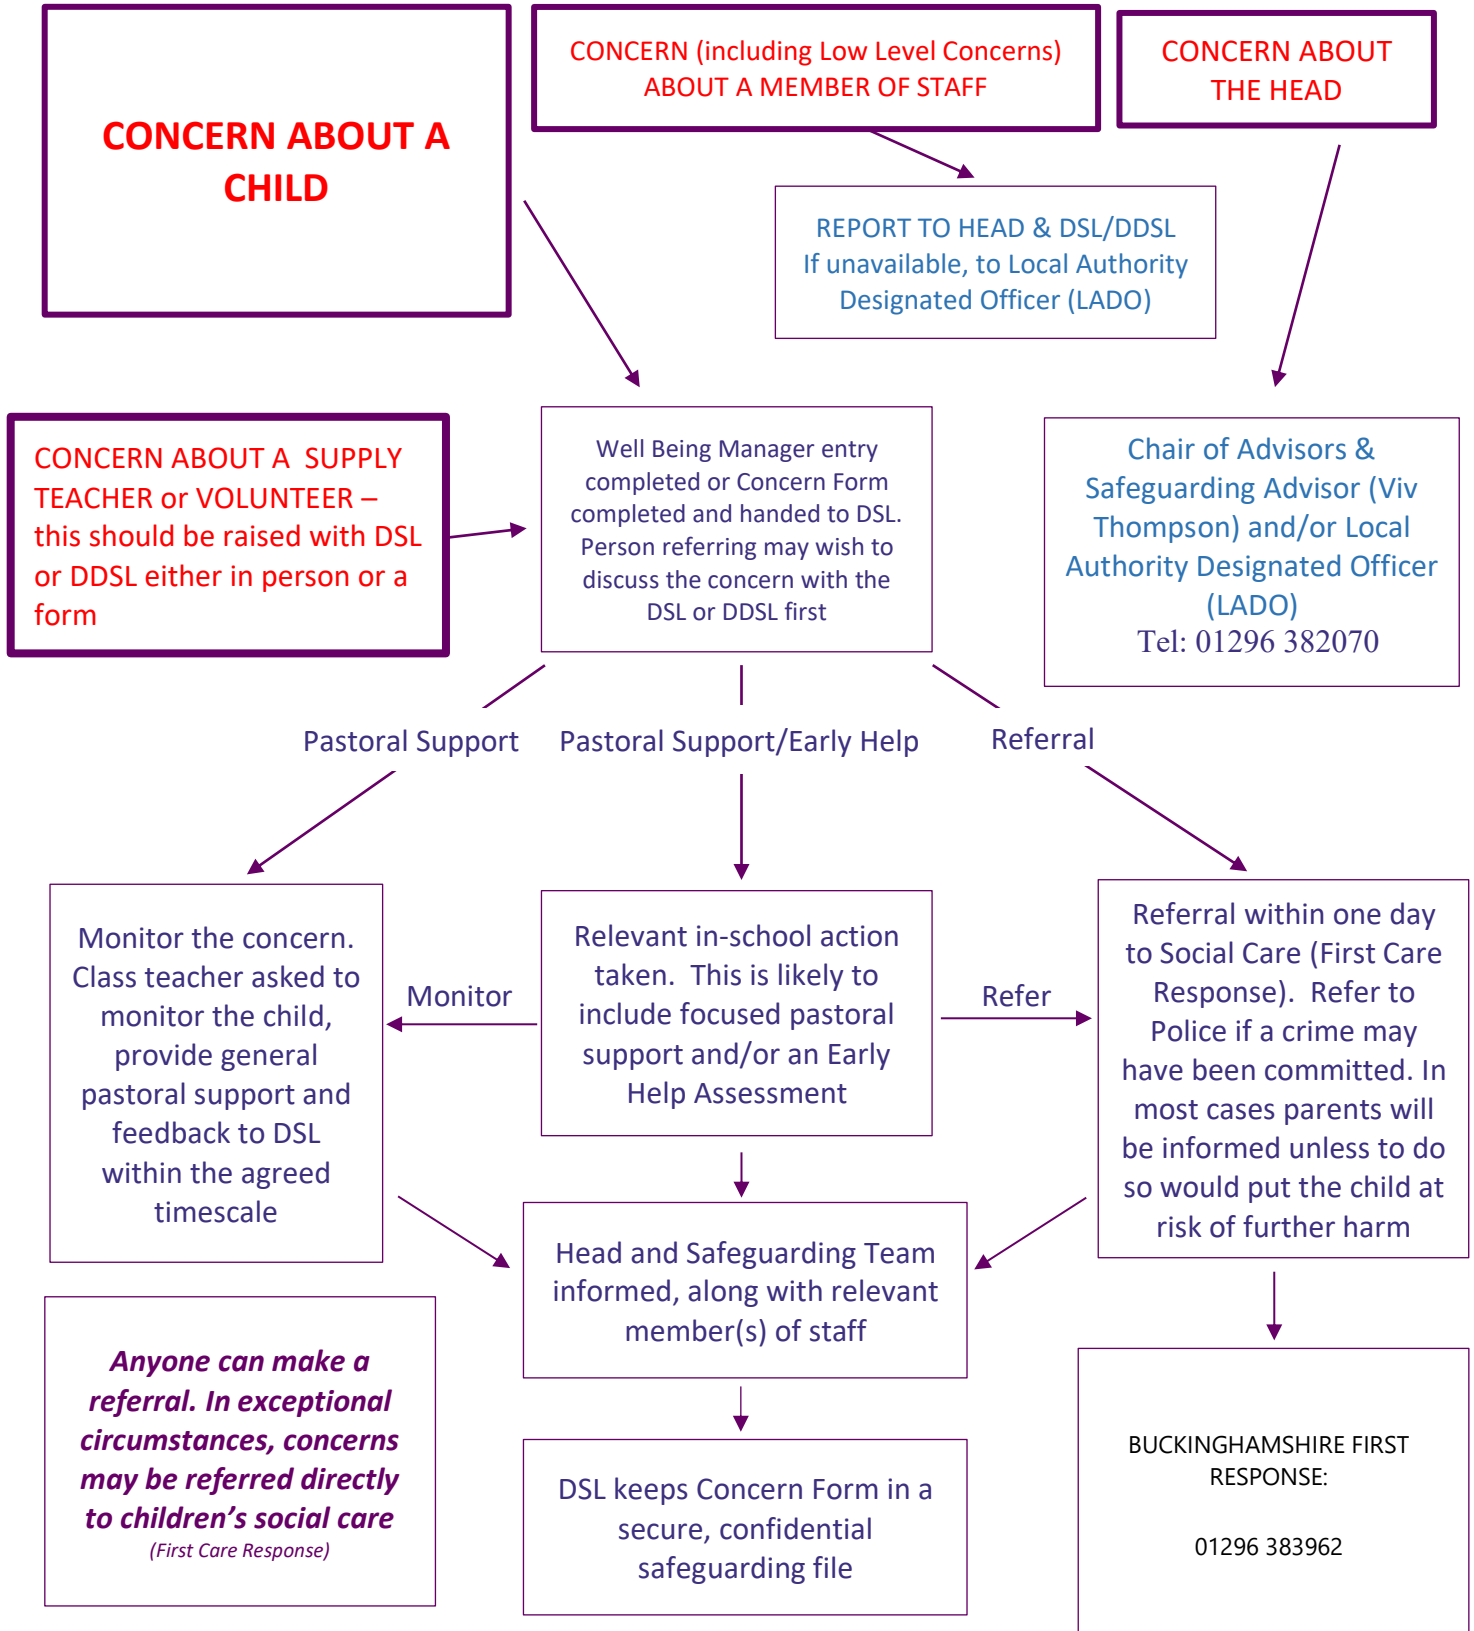 CONCERN ABOUT A
CHILD
CONCERN (including Low Level Concerns)
ABOUT A MEMBER OF STAFF
CONCERN ABOUT
THE HEAD
REPORT TO HEAD & DSL/DDSL
If unavailable, to Local Authority
Designated Officer (LADO)
CONCERN ABOUT A SUPPLY
TEACHER or VOLUNTEER –
this should be raised with DSL
or DDSL either in person or a
form
Well Being Manager entry
completed or Concern Form
completed and handed to DSL.
Person referring may wish to
discuss the concern with the
DSL or DDSL first
Chair of Advisors &
Safeguarding Advisor (Viv
Thompson) and/or Local
Authority Designated Officer
(LADO)
Tel: 01296 382070
Pastoral Support
Pastoral Support/Early Help
Referral
Monitor the concern.
Class teacher asked to
monitor the child,
provide general
pastoral support and
feedback to DSL
within the agreed
timescale
Monitor
Relevant in-school action
taken. This is likely to
include focused pastoral
support and/or an Early
Help Assessment
Refer
Referral within one day
to Social Care (First Care
Response). Refer to
Police if a crime may
have been committed. In
most cases parents will
be informed unless to do
so would put the child at
risk of further harm
Head and Safeguarding Team
informed, along with relevant
member(s) of staff
Anyone can make a
referral. In exceptional
circumstances, concerns
may be referred directly
to children's social care
(First Care Response)
DSL keeps Concern Form in a
secure, confidential
safeguarding file
BUCKINGHAMSHIRE FIRST
RESPONSE:
01296 383962